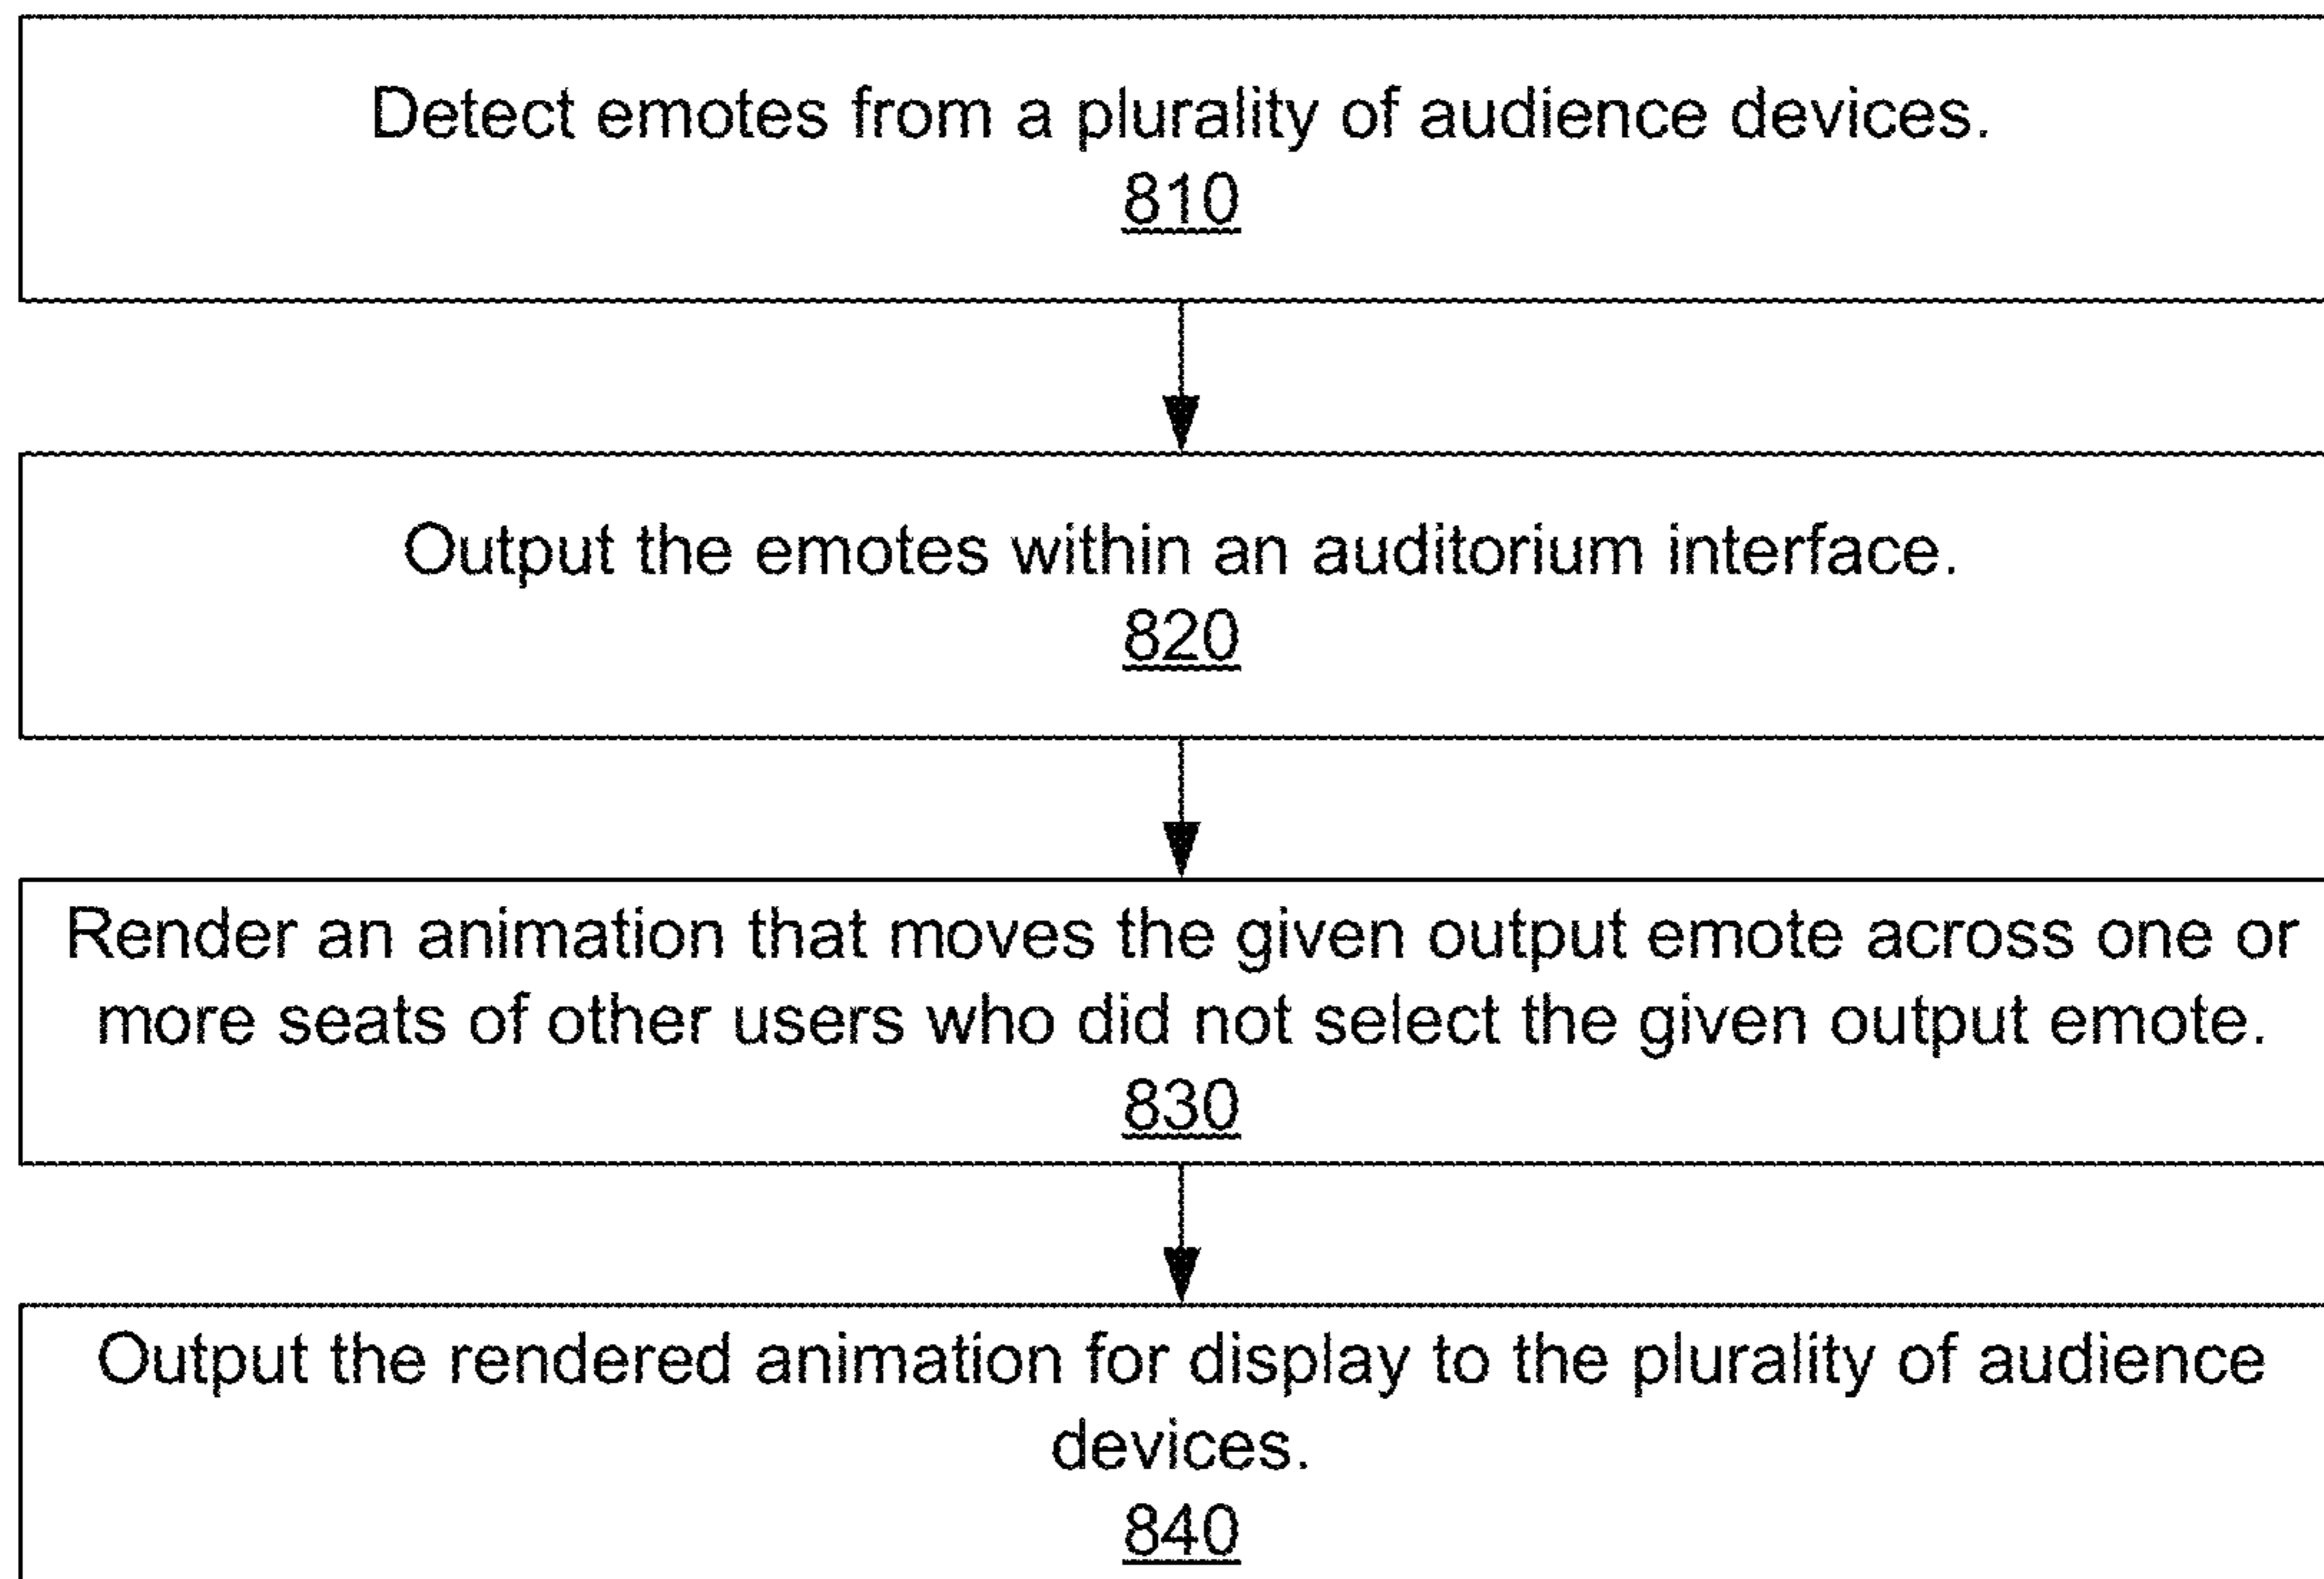 Detect emotes from a plurality of audience devices.
810
Output the emotes within an auditorium interface.
820
Render an animation that moves the given output emote across one or
more seats of other users who did not select the given output emote.
830
Output the rendered animation for display to the plurality of audience
devices.
840